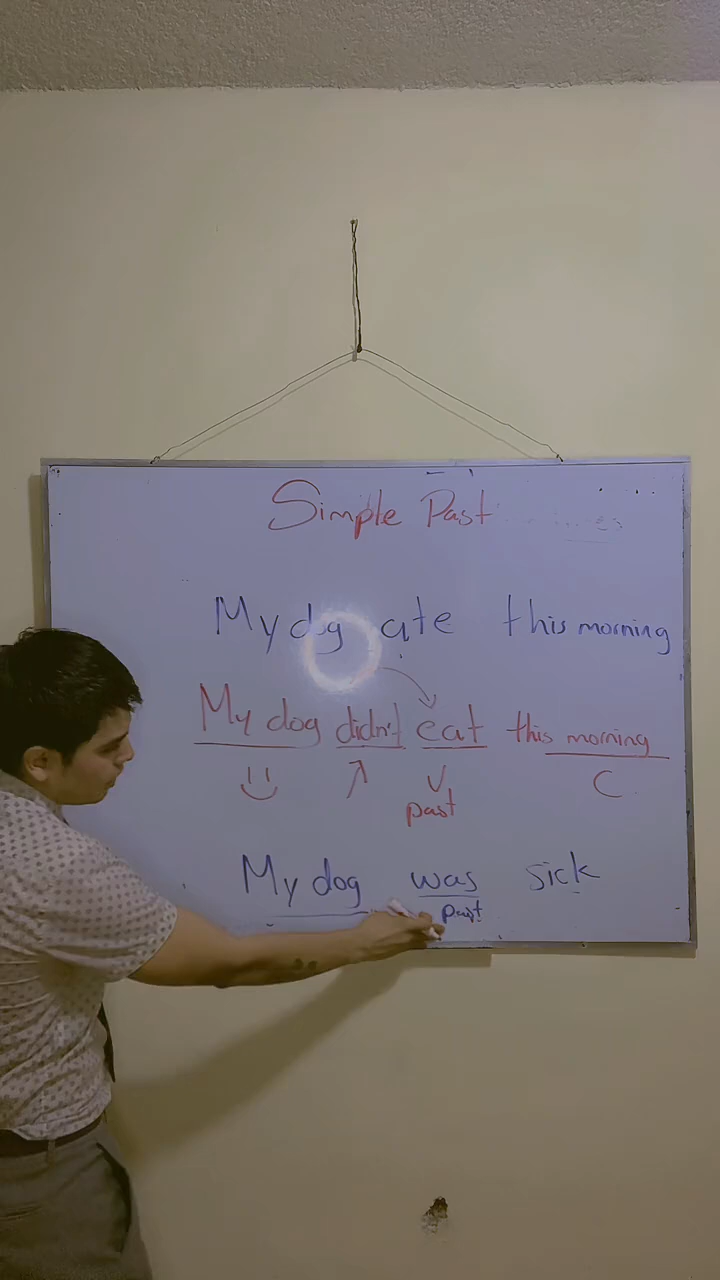 Simple Past
My dog ate this morning
My dog didn't eat this morning
past C
My dog was sick
past